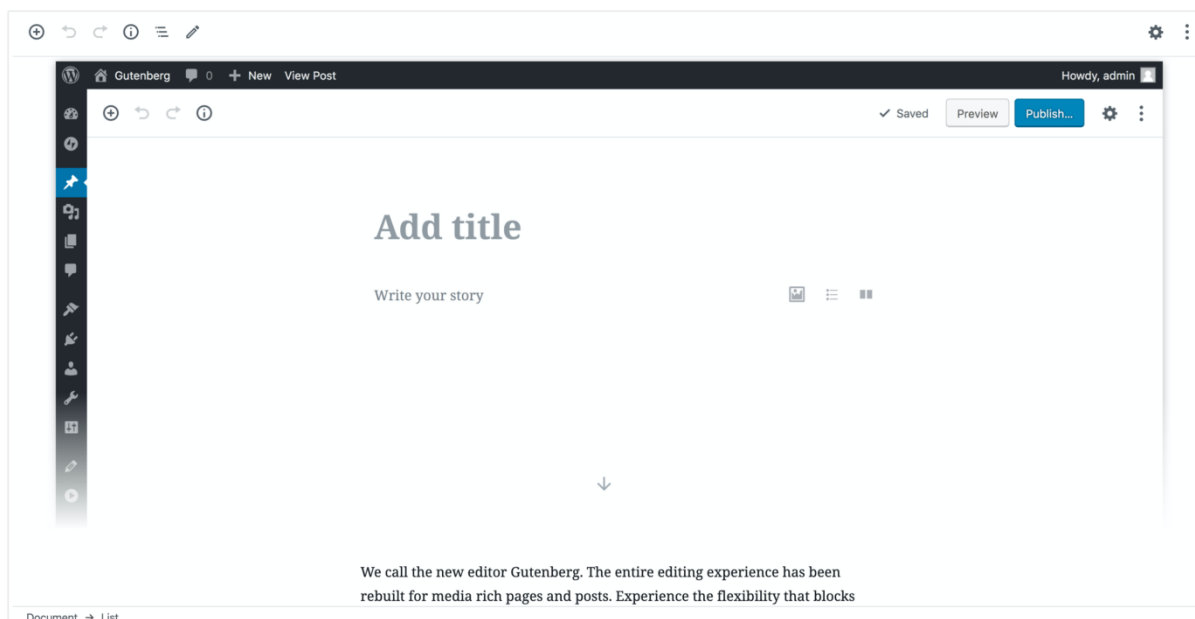 Gutenberg 0 New View Post Howdy, admin
Saved Preview Publish...
Add title
Write your story
We call the new editor Gutenberg. The entire editing experience has been
rebuilt for media rich pages and posts. Experience the flexibility that blocks
Document → List